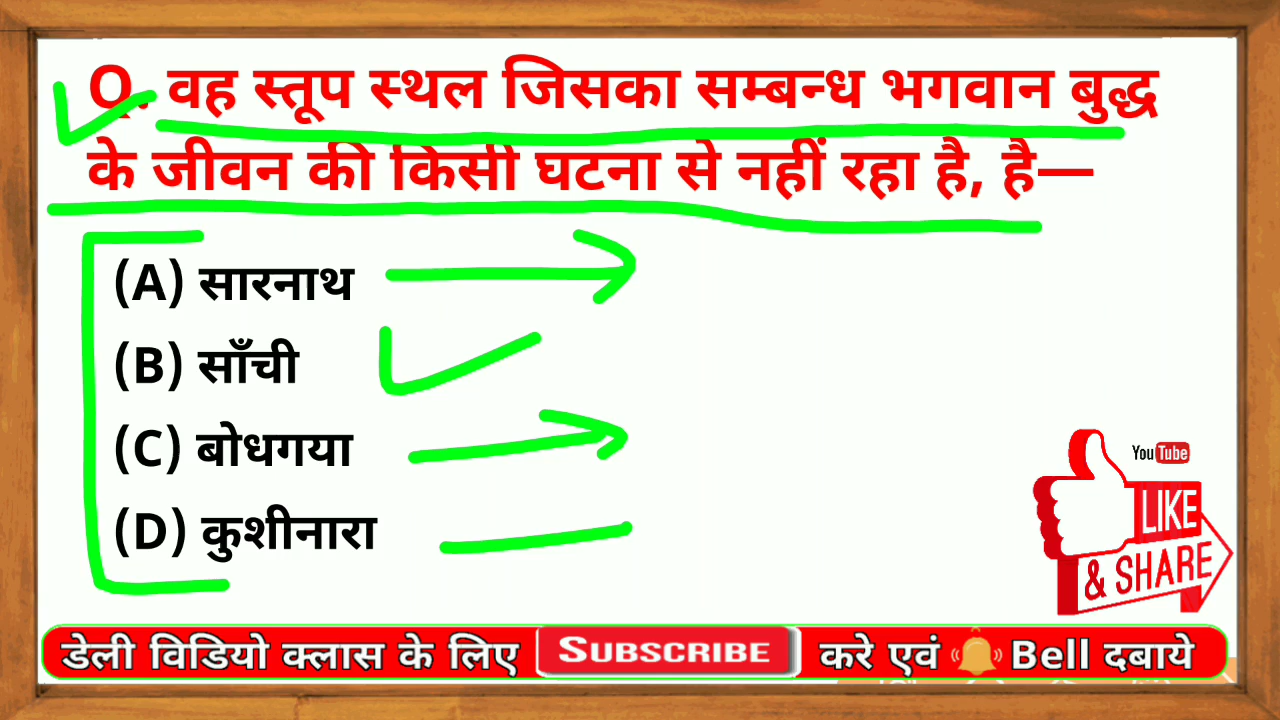 Q. वह स्तूप स्थल जिसका सम्बन्ध भगवान बुद्ध
के जीवन की किसी घटना से नहीं रहा है, है—
(A) सारनाथ
(B) साँची
(C) बोधगया
(D) कुशीनारा
YouTube
LIKE
& SHARE
डेली विडियो क्लास के लिए SUBSCRIBE करे एवं Bell दबाये